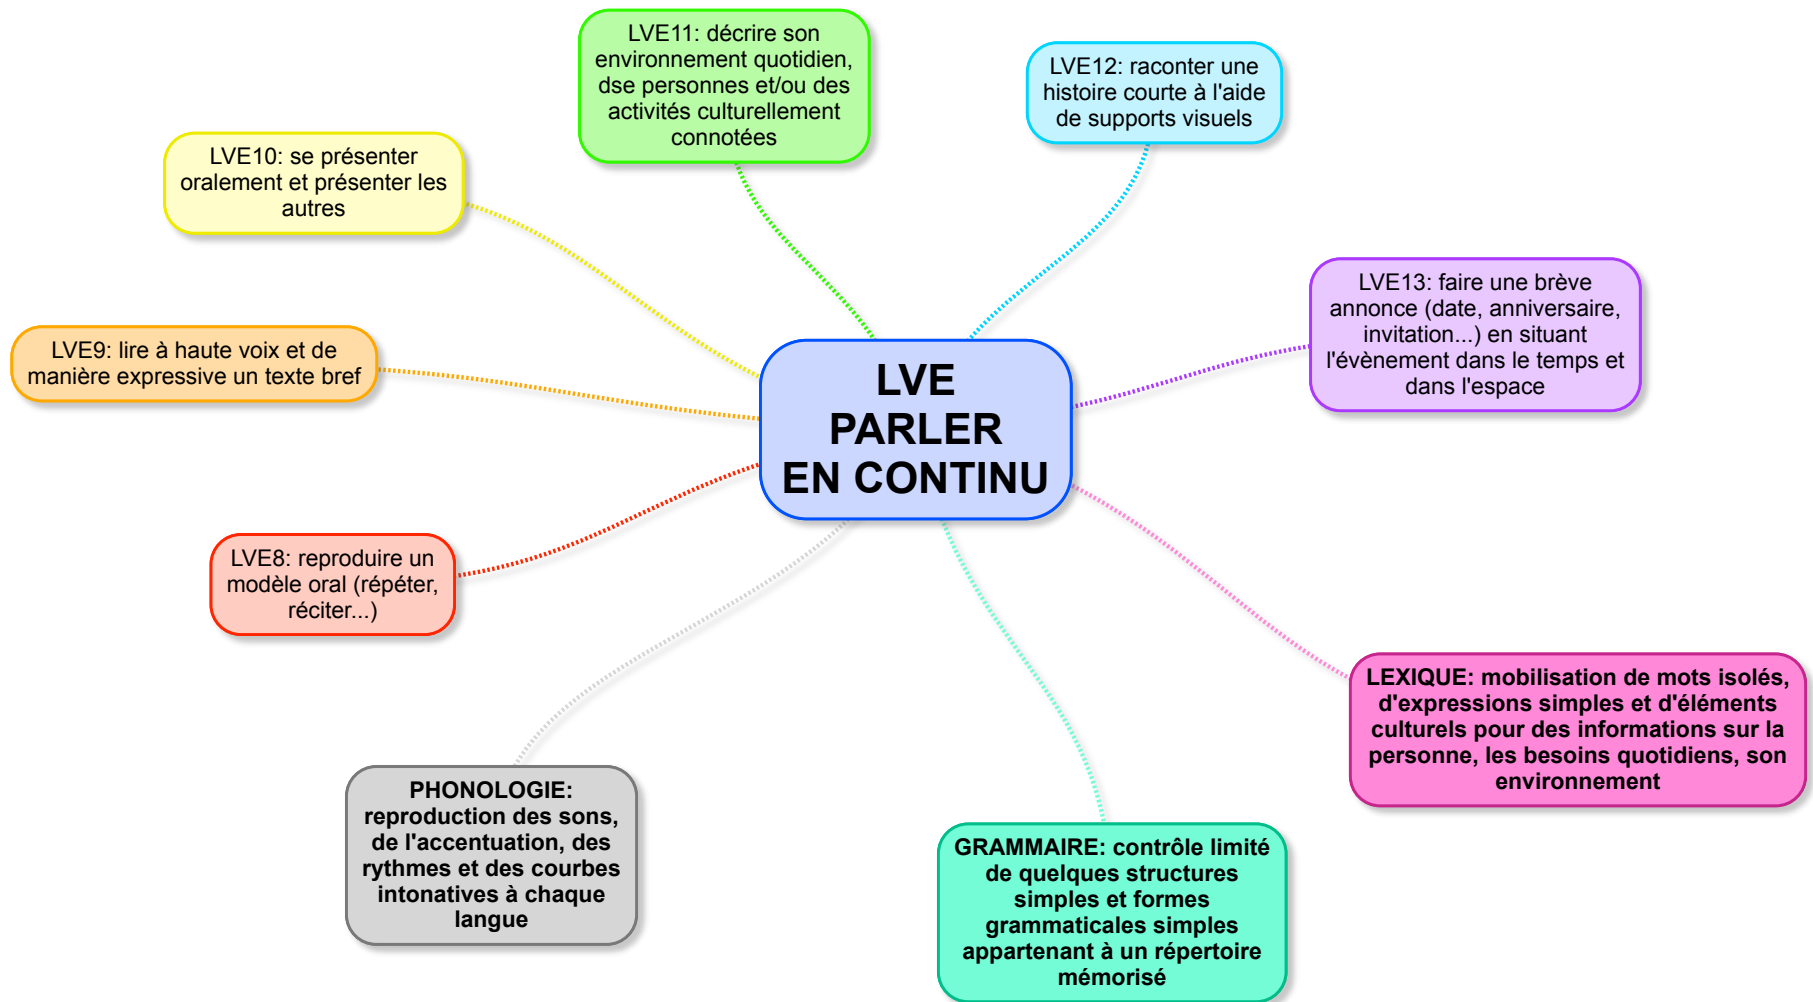 LVE11: décrire son
environnement quotidien,
dse personnes et/ou des
activités culturellement
connotées
LVE12: raconter une
histoire courte à l'aide
de supports visuels
LVE10: se présenter
oralement et présenter les
autres
LVE13: faire une brève
annonce (date, anniversaire,
invitation...) en situant
l'évènement dans le temps et
dans l'espace
LVE9: lire à haute voix et de
manière expressive un texte bref
LVE
PARLER
EN CONTINU
LVE8: reproduire un
modèle oral (répéter,
réciter...)
LEXIQUE: mobilisation de mots isolés,
d'expressions simples et d'éléments
culturels pour des informations sur la
personne, les besoins quotidiens, son
environnement
PHONOLOGIE:
reproduction des sons,
de l'accentuation, des
rythmes et des courbes
intonatives à chaque
langue
GRAMMAIRE: contrôle limité
de quelques structures
simples et formes
grammaticales simples
appartenant à un répertoire
mémorisé